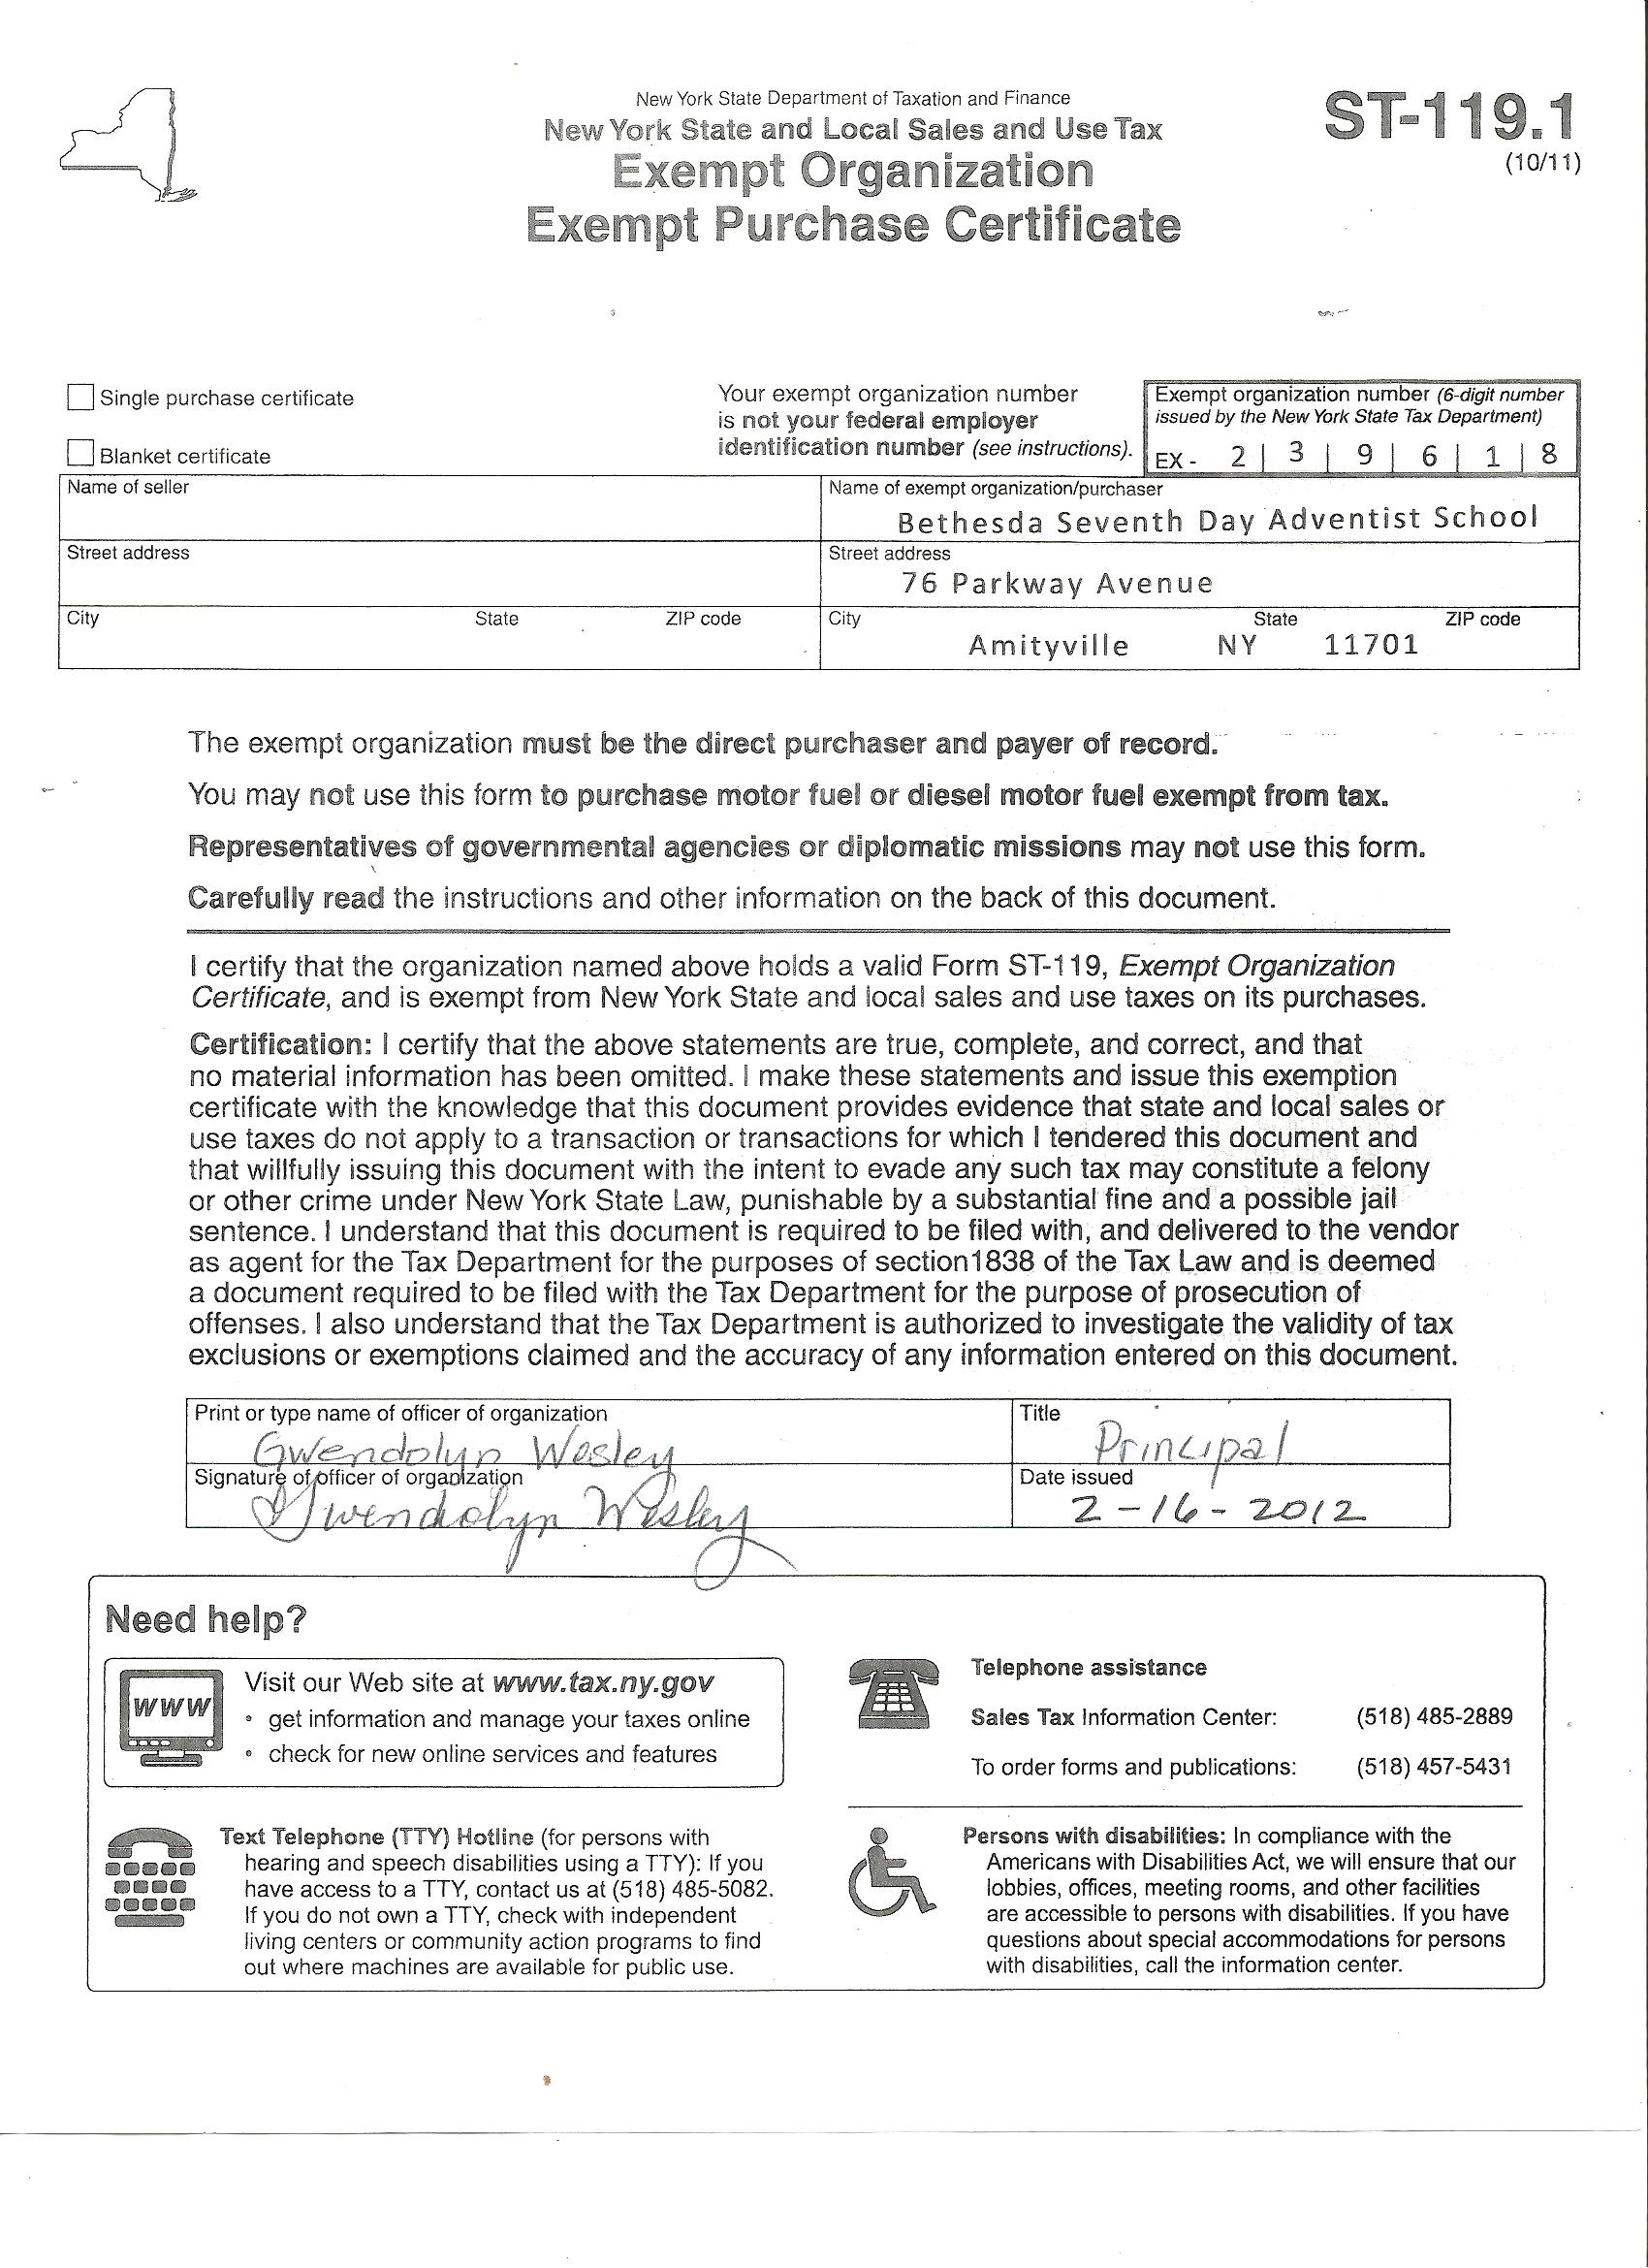 New York State Department of Taxation and Finance
New York State and Local Sales and Use Tax
Exempt Organization
Exempt Purchase Certificate
ST-119.1
(10/11)
Single purchase certificate
Blanket certificate
Your exempt organization number
is not your federal employer
identification number (see instructions).
Exempt organization number (6-digit number
issued by the New York State Tax Department)
EX - 2 | 3 | 9 | 6 | 1 | 8
Name of seller
Name of exempt organization/purchaser
Bethesda Seventh Day Adventist School
Street address
Street address
76 Parkway Avenue
City State ZIP code
City State ZIP code
Amityville NY 11701
The exempt organization must be the direct purchaser and payer of record.
You may not use this form to purchase motor fuel or diesel motor fuel exempt from tax.
Representatives of governmental agencies or diplomatic missions may not use this form.
Carefully read the instructions and other information on the back of this document.
I certify that the organization named above holds a valid Form ST-119, Exempt Organization
Certificate, and is exempt from New York State and local sales and use taxes on its purchases.
Certification: I certify that the above statements are true, complete, and correct, and that
no material information has been omitted. I make these statements and issue this exemption
certificate with the knowledge that this document provides evidence that state and local sales or
use taxes do not apply to a transaction or transactions for which I tendered this document and
that willfully issuing this document with the intent to evade any such tax may constitute a felony
or other crime under New York State Law, punishable by a substantial fine and a possible jail
sentence. I understand that this document is required to be filed with, and delivered to the vendor
as agent for the Tax Department for the purposes of section1838 of the Tax Law and is deemed
a document required to be filed with the Tax Department for the purpose of prosecution of
offenses. I also understand that the Tax Department is authorized to investigate the validity of tax
exclusions or exemptions claimed and the accuracy of any information entered on this document.
Print or type name of officer of organization
Gwendolyn Wesley
Title
Principal
Signature of officer of organization
Gwendolyn Wesley
Date issued
2-16-2012
Need help?
WWW
Visit our Web site at www.tax.ny.gov
• get information and manage your taxes online
• check for new online services and features
Telephone assistance
Sales Tax Information Center: (518) 485-2889
To order forms and publications: (518) 457-5431
Text Telephone (TTY) Hotline (for persons with
hearing and speech disabilities using a TTY): If you
have access to a TTY, contact us at (518) 485-5082.
If you do not own a TTY, check with independent
living centers or community action programs to find
out where machines are available for public use.
Persons with disabilities: In compliance with the
Americans with Disabilities Act, we will ensure that our
lobbies, offices, meeting rooms, and other facilities
are accessible to persons with disabilities. If you have
questions about special accommodations for persons
with disabilities, call the information center.